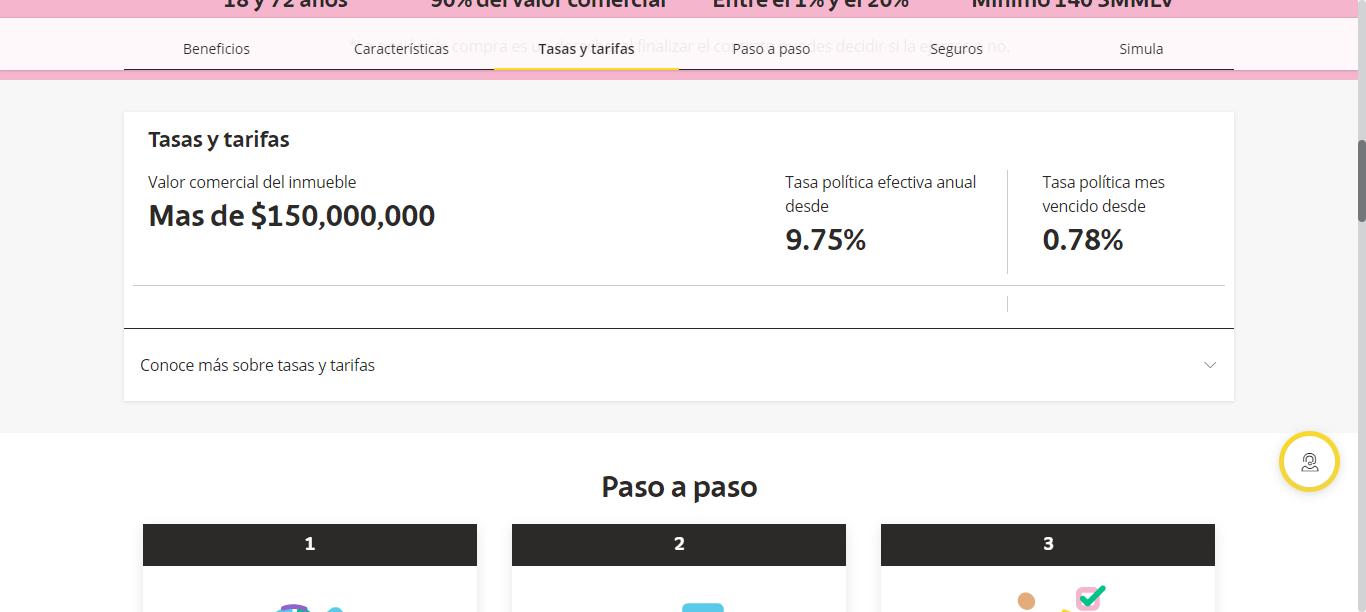 18 y 72 años
90% del valor comercial
Entre el 1% y el 20%
Mínimo 140 SMMLV
Beneficios
Características
Tasas y tarifas
Paso a paso
Seguros
Simula
Tasas y tarifas
Valor comercial del inmueble
Mas de $150,000,000
Tasa política efectiva anual
desde
9.75%
Tasa política mes
vencido desde
0.78%
Conoce más sobre tasas y tarifas
Paso a paso
1
2
3